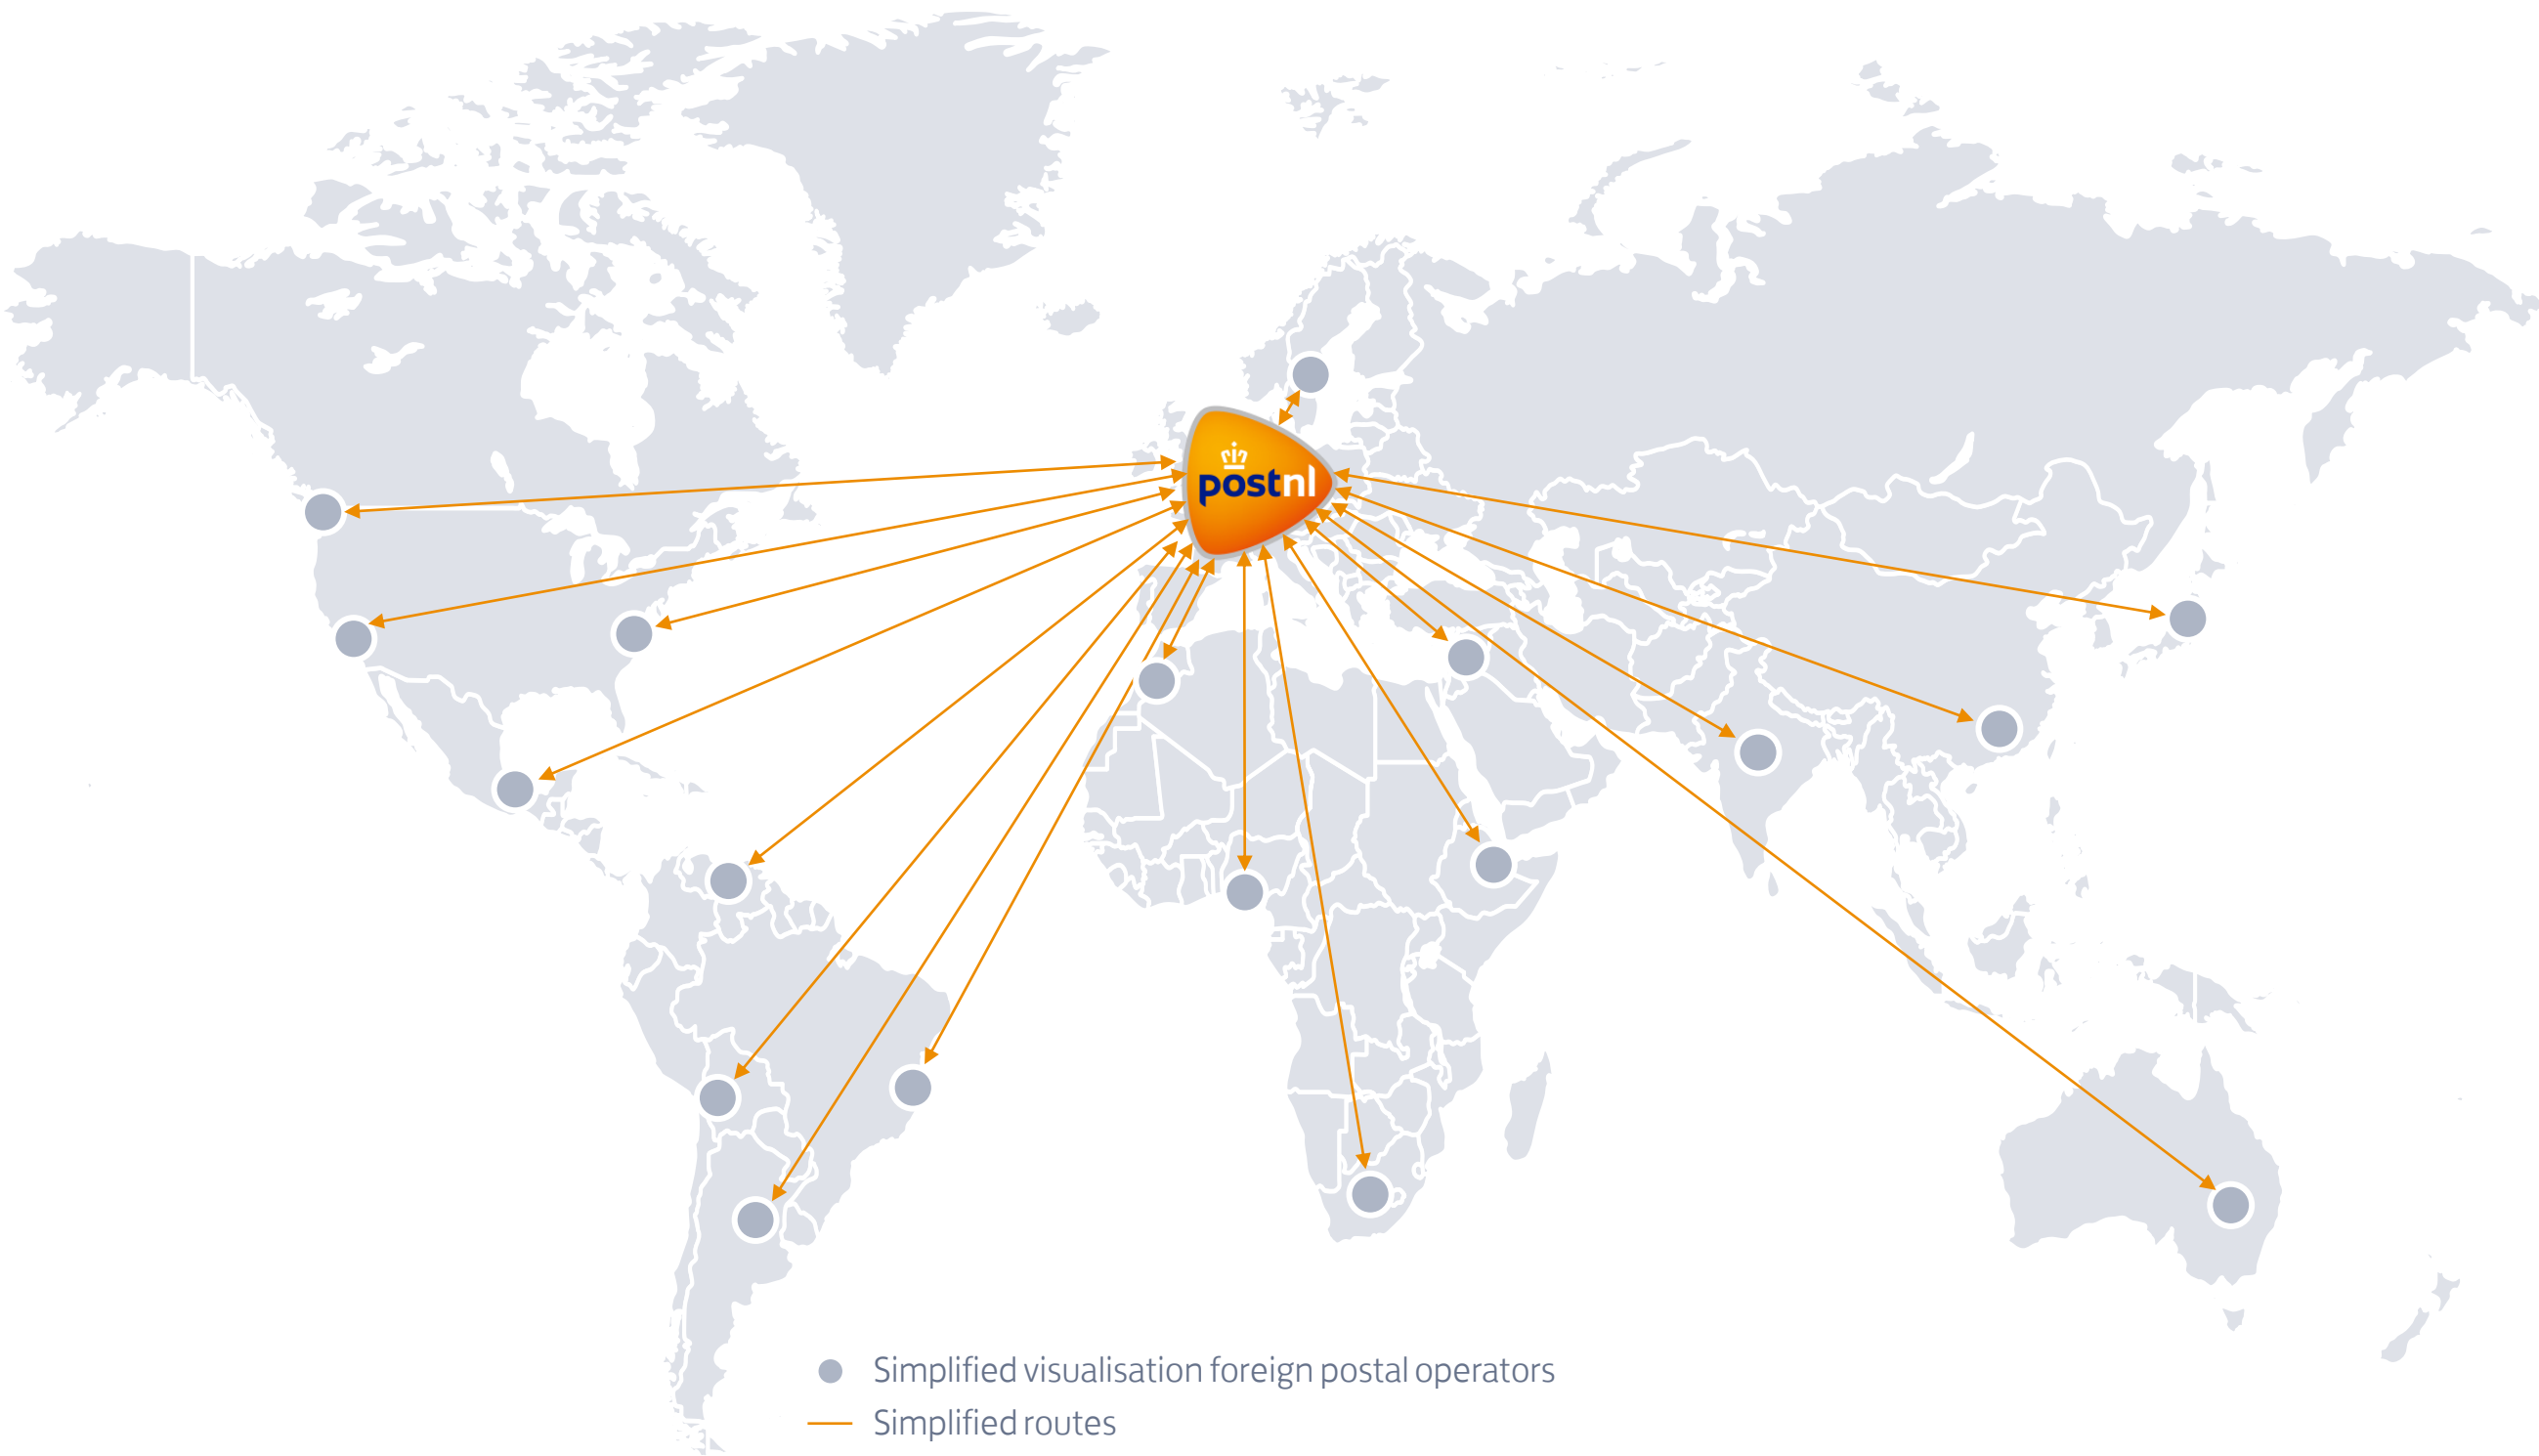 postnl
Simplified visualisation foreign postal operators
Simplified routes